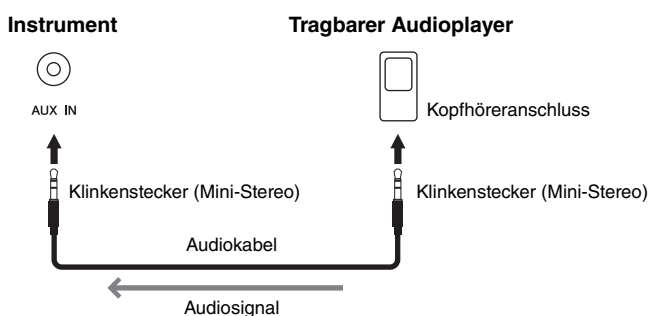 Instrument
Tragbarer Audioplayer
AUX IN
Kopfhöreranschluss
Klinkenstecker (Mini-Stereo)
Klinkenstecker (Mini-Stereo)
Audiokabel
Audiosignal